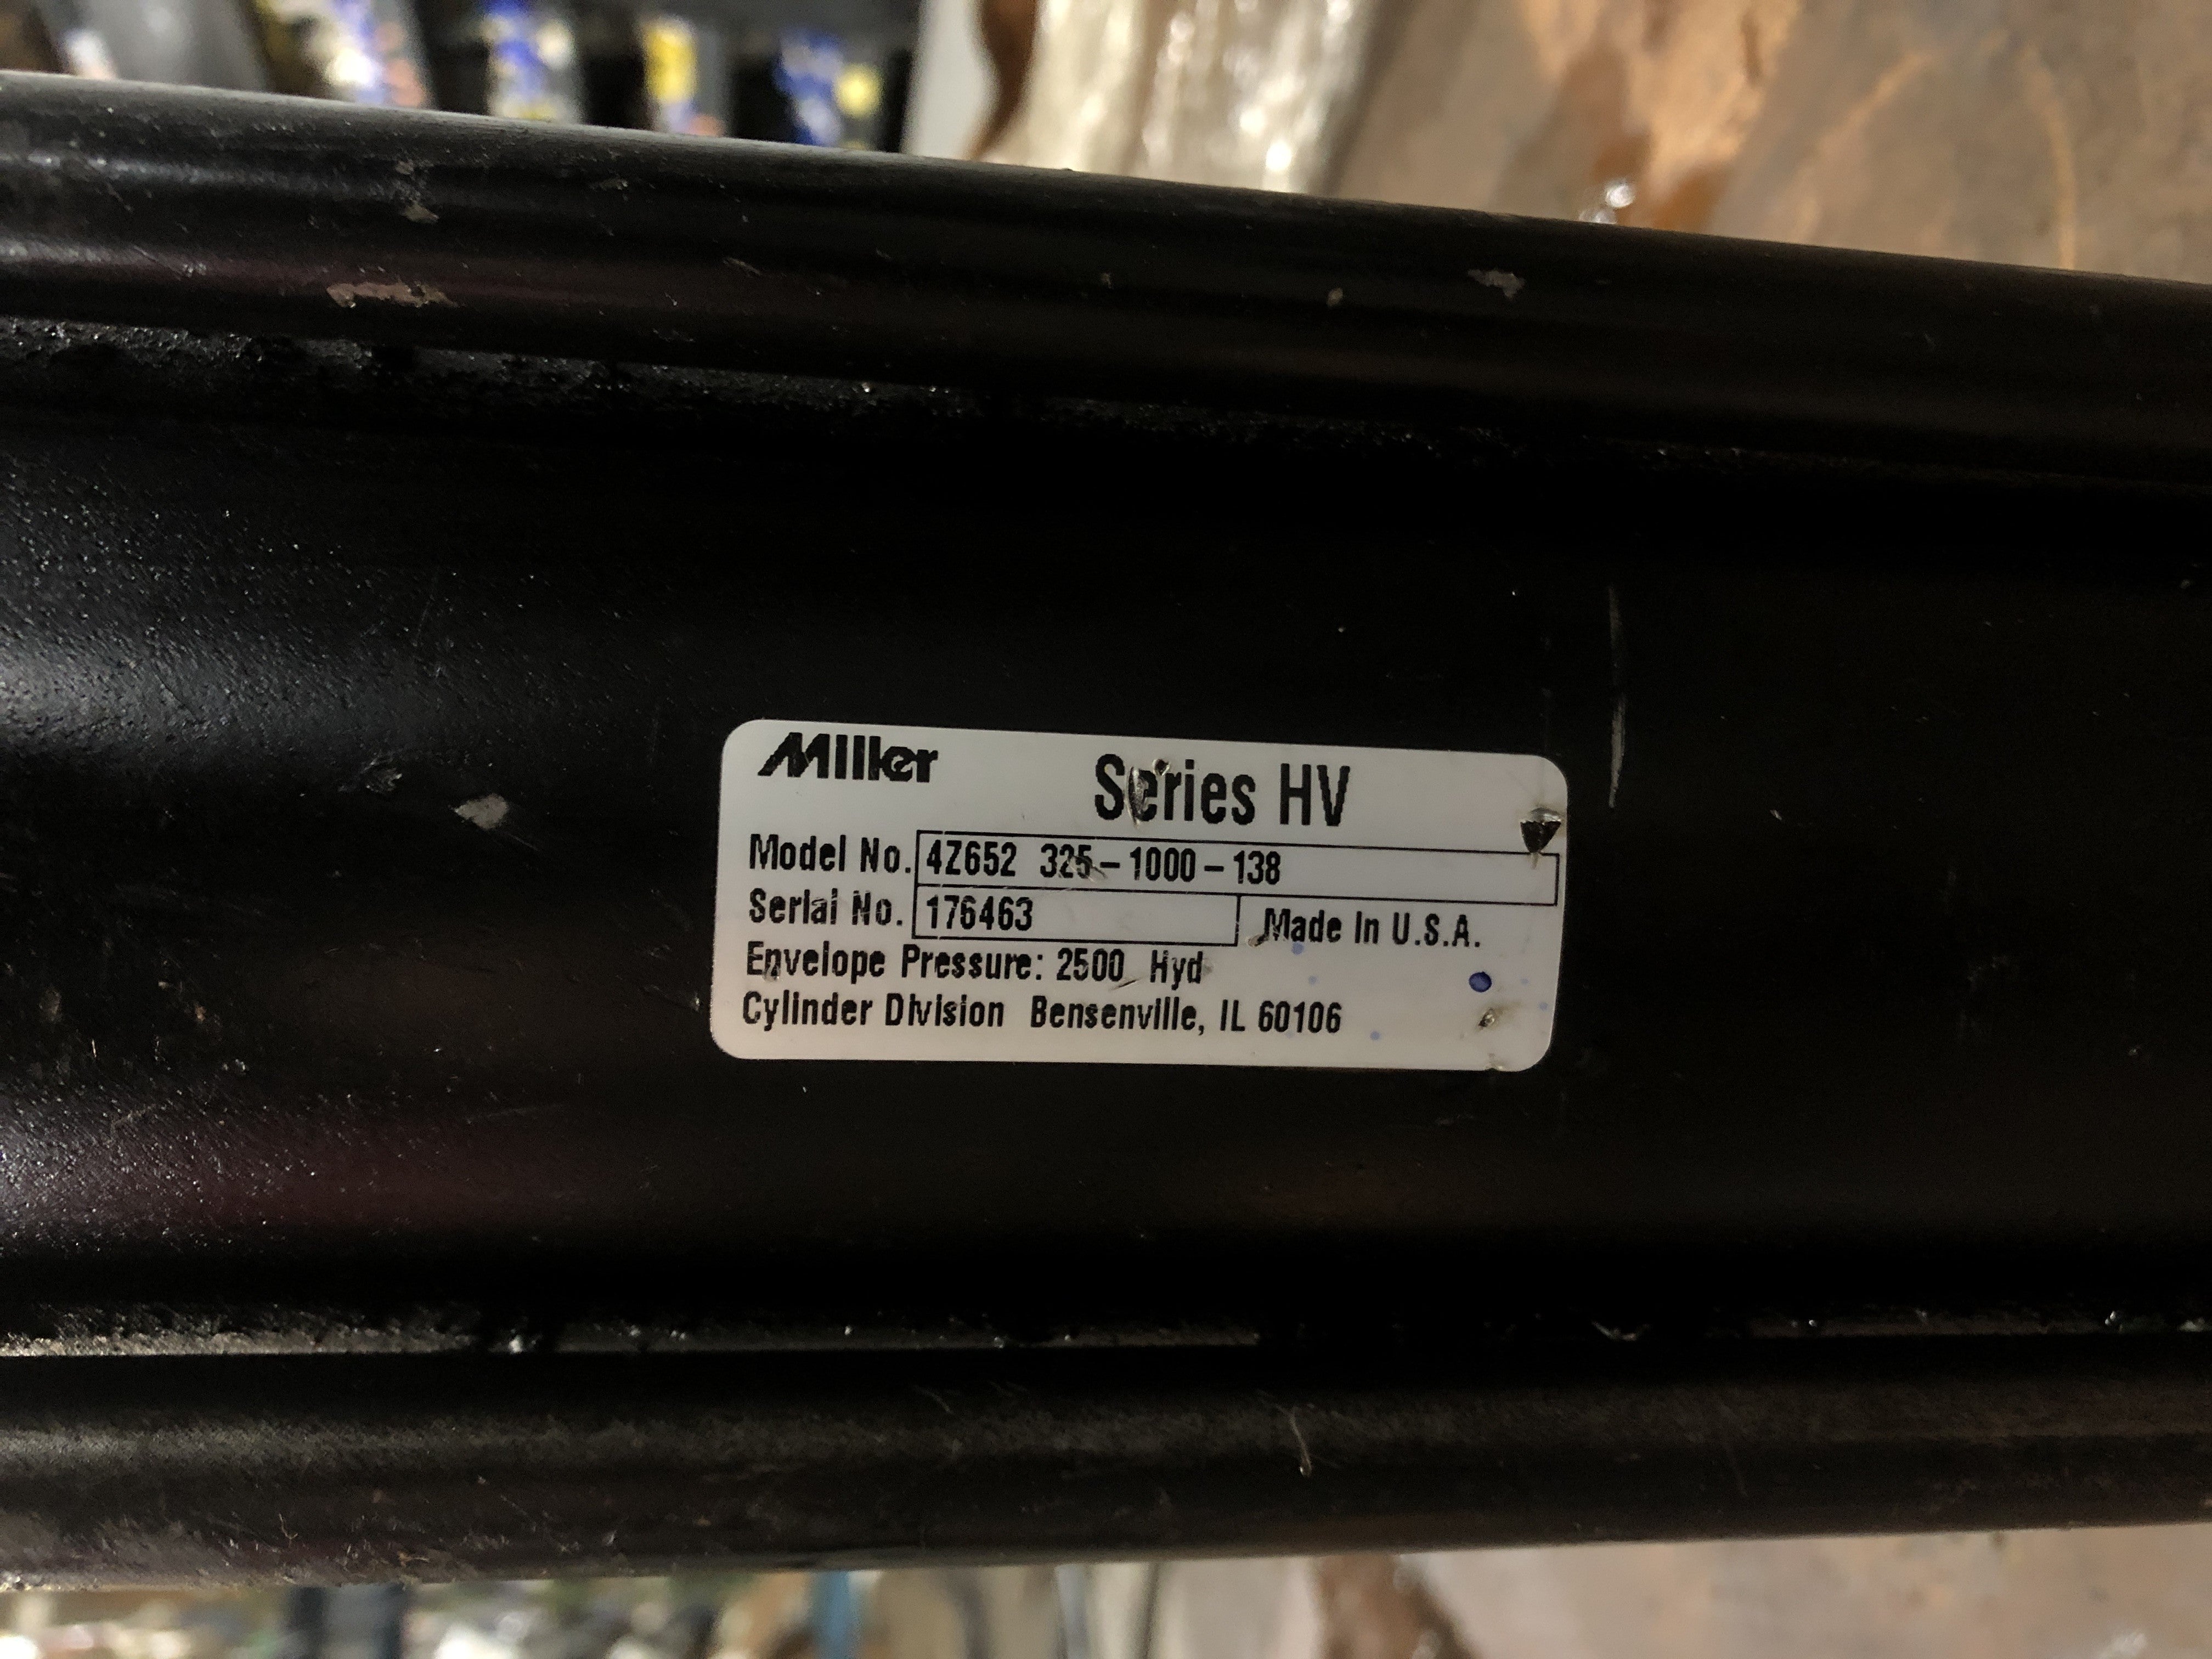 Miller
Series HV
Model No. 4Z652 325-1000-138
Serial No. 176463
Made In U.S.A.
Envelope Pressure: 2500 Hyd
Cylinder Division Bensenville, IL 60106